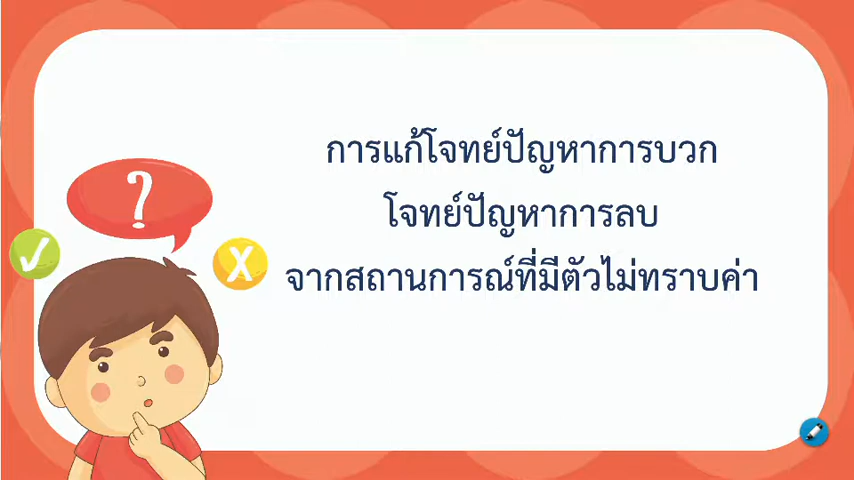 การแก้โจทย์ปัญหาการบวก
โจทย์ปัญหาการลบ
จากสถานการณ์ที่มีตัวไม่ทราบค่า
?
X